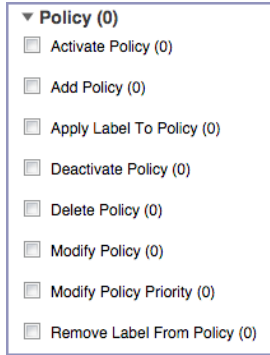 Policy (0)
Activate Policy (0)
Add Policy (0)
Apply Label To Policy (0)
Deactivate Policy (0)
Delete Policy (0)
Modify Policy (0)
Modify Policy Priority (0)
Remove Label From Policy (0)